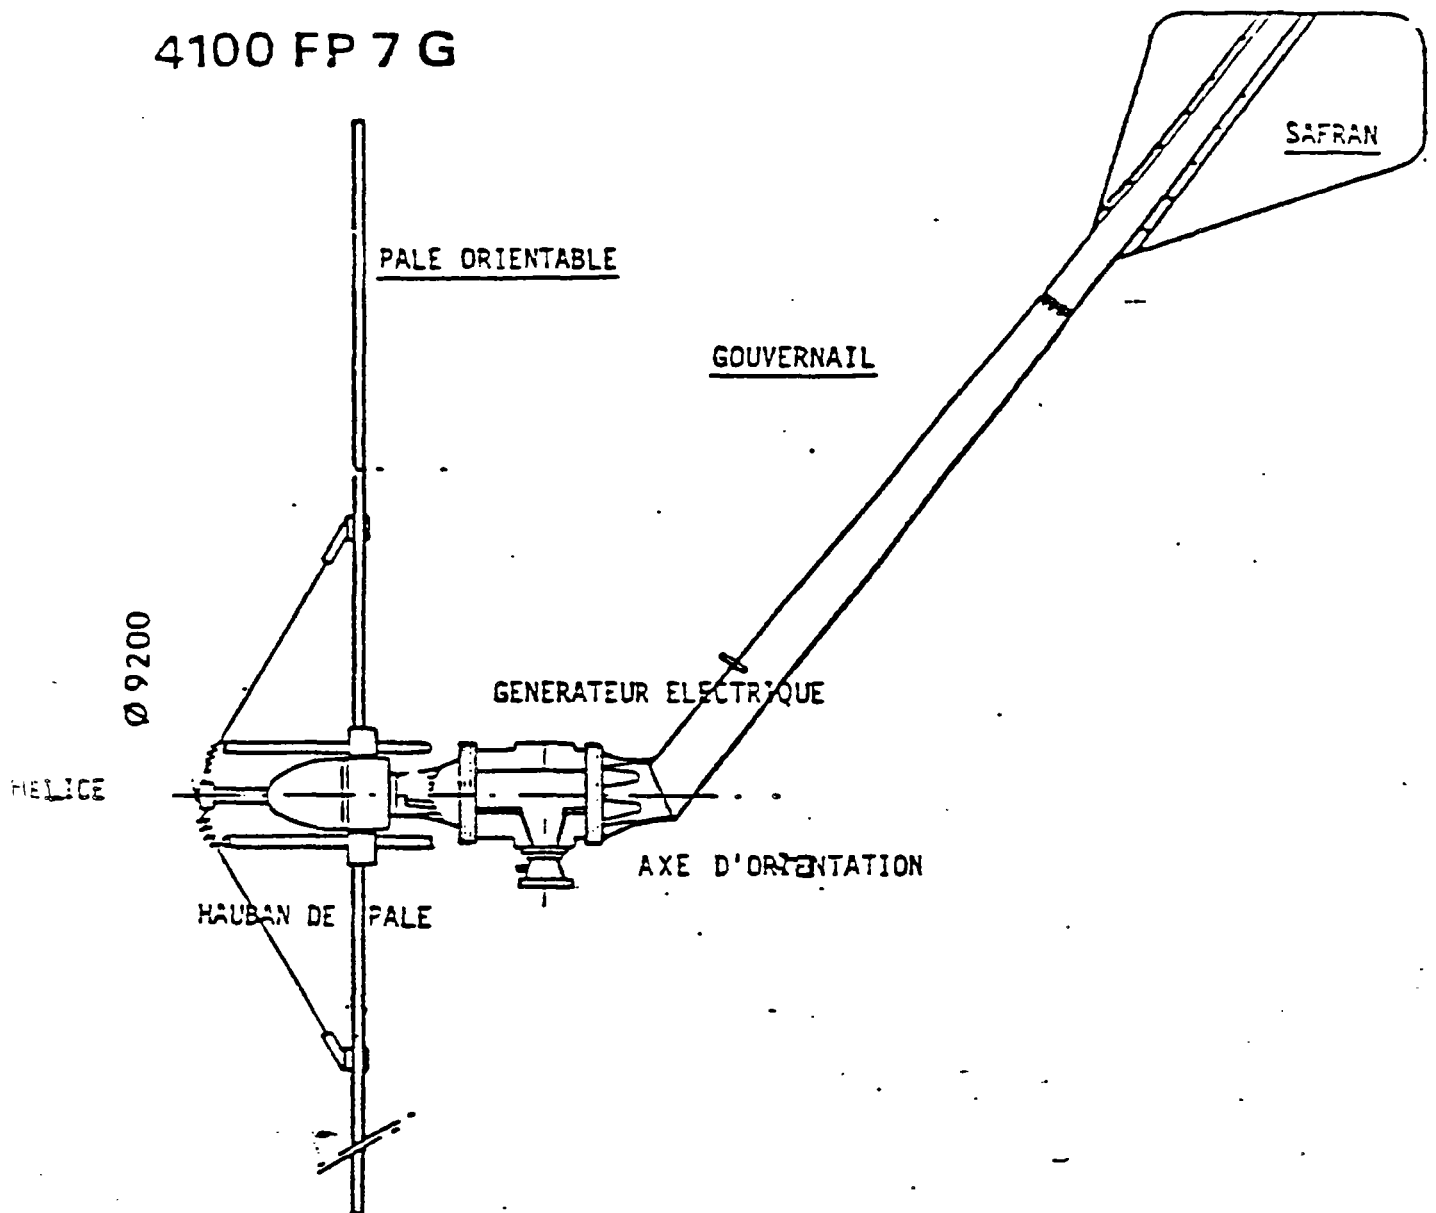 4100 FP 7 G
SAFRAN
PALE ORIENTABLE
GOUVERNAIL
Ø 9200
GENERATEUR ELECTRIQUE
HELICE
AXE D'ORIENTATION
HAUBAN DE PALE